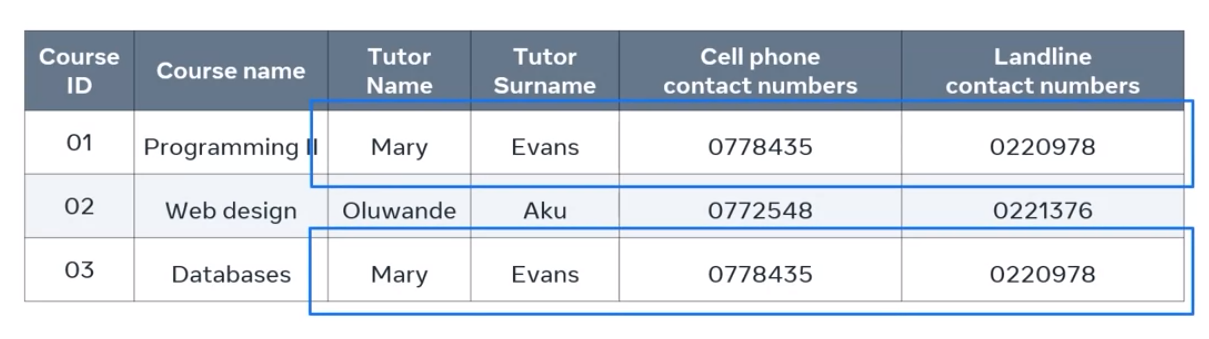 Course ID Course name Tutor Name Tutor Surname Cell phone contact numbers Landline contact numbers
01 Programming II Mary Evans 0778435 0220978
02 Web design Oluwande Aku 0772548 0221376
03 Databases Mary Evans 0778435 0220978